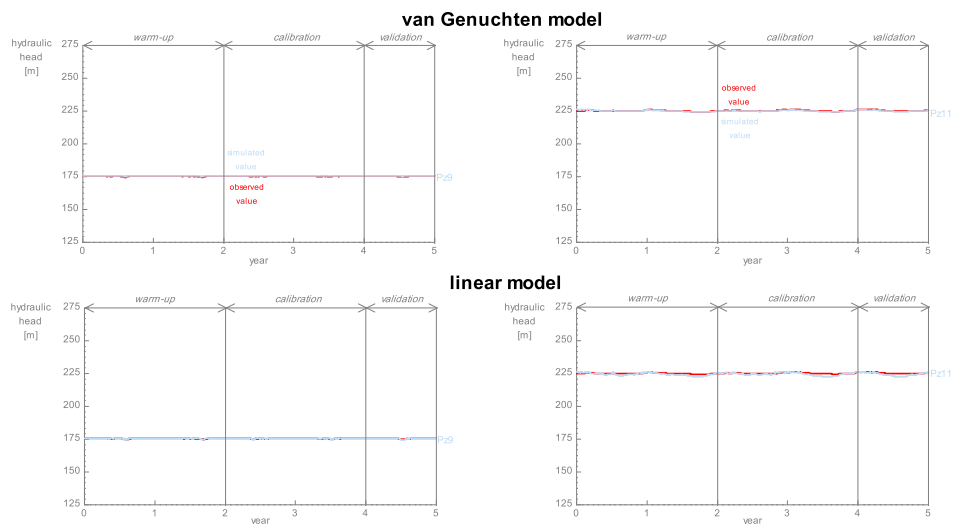 van Genuchten model
hydraulic
head
[m]
275
250
225
200
175
150
125
warm-up
calibration
validation
simulated
value
observed
value
Pz9
0
1
2
3
4
5
year
hydraulic
head
[m]
275
250
225
200
175
150
125
warm-up
calibration
validation
observed
value
simulated
value
Pz11
0
1
2
3
4
5
year
linear model
hydraulic
head
[m]
275
250
225
200
175
150
125
warm-up
calibration
validation
Pz9
0
1
2
3
4
5
year
hydraulic
head
[m]
275
250
225
200
175
150
125
warm-up
calibration
validation
Pz11
0
1
2
3
4
5
year